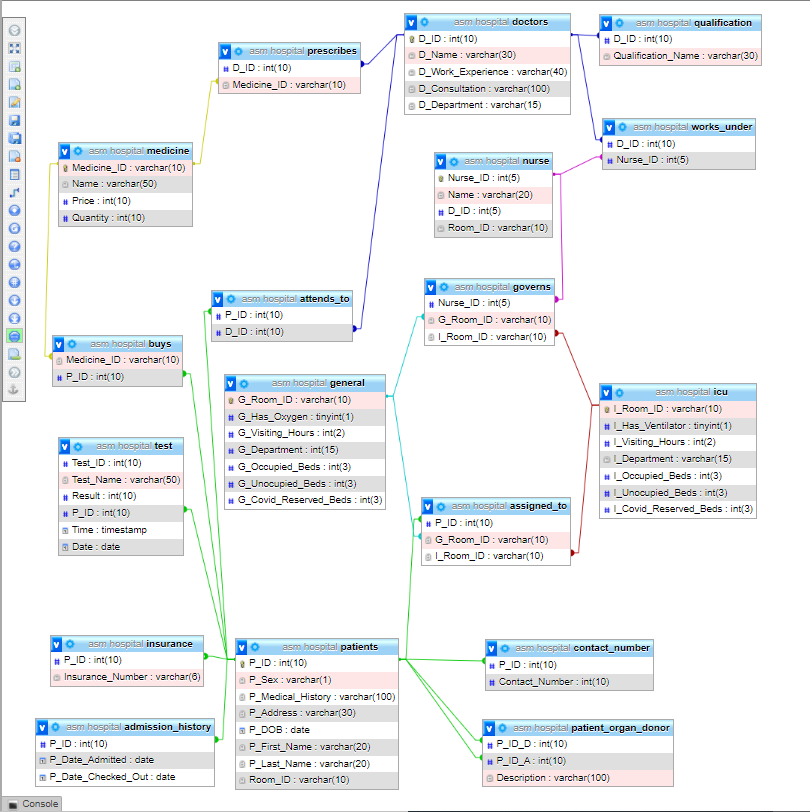 asm hospital doctors
D_ID : int(10)
D_Name : varchar(30)
D_Work_Experience : varchar(40)
D_Consultation : varchar(100)
D_Department : varchar(15)
asm hospital qualification
D_ID : int(10)
Qualification_Name : varchar(30)
asm hospital prescribes
D_ID : int(10)
Medicine_ID : varchar(10)
asm hospital works_under
D_ID : int(10)
Nurse_ID : int(5)
asm hospital medicine
Medicine_ID : varchar(10)
Name : varchar(50)
Price : int(10)
Quantity : int(10)
asm hospital nurse
Nurse_ID : int(5)
Name : varchar(20)
D_ID : int(5)
Room_ID : varchar(10)
asm hospital governs
Nurse_ID : int(5)
G_Room_ID : varchar(10)
I_Room_ID : varchar(10)
asm hospital attends_to
P_ID : int(10)
D_ID : int(10)
asm hospital buys
Medicine_ID : varchar(10)
P_ID : int(10)
asm hospital general
G_Room_ID : varchar(10)
G_Has_Oxygen : tinyint(1)
G_Visiting_Hours : int(2)
G_Department : int(15)
G_Occupied_Beds : int(3)
G_Unocupied_Beds : int(3)
G_Covid_Reserved_Beds : int(3)
asm hospital icu
I_Room_ID : varchar(10)
I_Has_Ventilator : tinyint(1)
I_Visiting_Hours : int(2)
I_Department : varchar(15)
I_Occupied_Beds : int(3)
I_Unocupied_Beds : int(3)
I_Covid_Reserved_Beds : int(3)
asm hospital test
Test_ID : int(10)
Test_Name : varchar(50)
Result : int(10)
P_ID : int(10)
Time : timestamp
Date : date
asm hospital assigned_to
P_ID : int(10)
G_Room_ID : varchar(10)
I_Room_ID : varchar(10)
asm hospital insurance
P_ID : int(10)
Insurance_Number : varchar(6)
asm hospital patients
P_ID : int(10)
P_Sex : varchar(1)
P_Medical_History : varchar(100)
P_Address : varchar(30)
P_DOB : date
P_First_Name : varchar(20)
P_Last_Name : varchar(20)
Room_ID : varchar(10)
asm hospital contact_number
P_ID : int(10)
Contact_Number : int(10)
asm hospital admission_history
P_ID : int(10)
P_Date_Admitted : date
P_Date_Checked_Out : date
asm hospital patient_organ_donor
P_ID_D : int(10)
P_ID_A : int(10)
Description : varchar(100)
Console